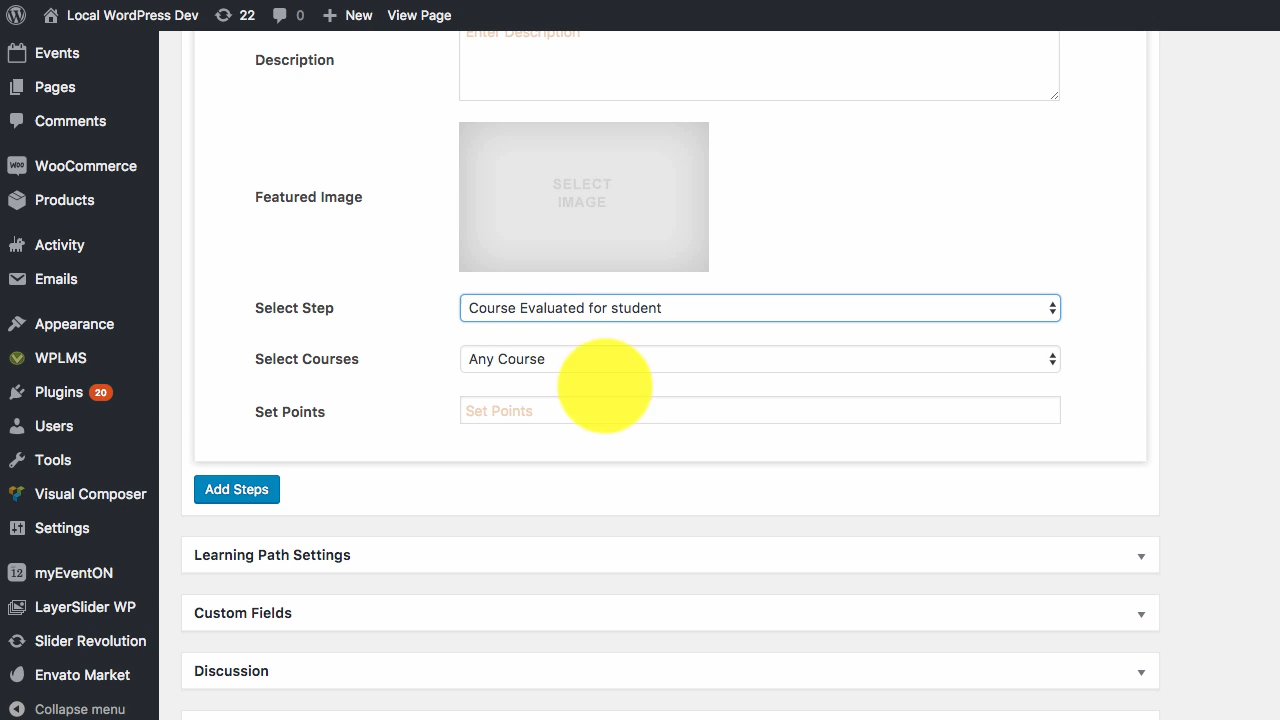 Local WordPress Dev 22 0 New View Page
Events
Pages
Comments
WOO WooCommerce
Products
Activity
Emails
Appearance
WPLMS
Plugins 20
Users
Tools
Visual Composer
Settings
12 myEventON
LayerSlider WP
Slider Revolution
Envato Market
Collapse menu
Enter Description
Description
Featured Image
SELECT
IMAGE
Select Step Course Evaluated for student
Select Courses Any Course
Set Points Set Points
Add Steps
Learning Path Settings
Custom Fields
Discussion